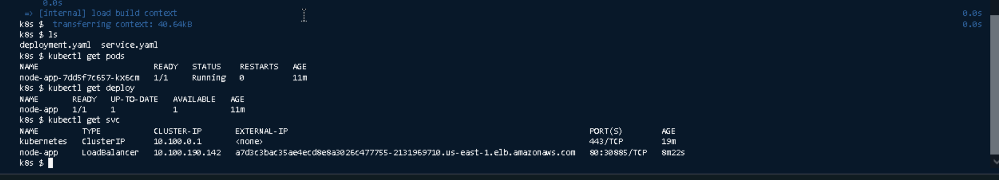 0.0s
=> [internal] load build context 0.0s
k8s $ transferring context: 40.64kB 0.0s
k8s $ ls
deployment.yaml service.yaml
k8s $ kubectl get pods
NAME READY STATUS RESTARTS AGE
node-app-7dd5f7c657-kx6cm 1/1 Running 0 11m
k8s $ kubectl get deploy
NAME READY UP-TO-DATE AVAILABLE AGE
node-app 1/1 1 1 11m
k8s $ kubectl get svc
NAME TYPE CLUSTER-IP EXTERNAL-IP PORT(S) AGE
kubernetes ClusterIP 10.100.0.1 <none> 443/TCP 19m
node-app LoadBalancer 10.100.190.142 a7d3c3bac35ae4ecd8e8a3026c477755-2131969710.us-east-1.elb.amazonaws.com 80:30885/TCP 8m22s
k8s $